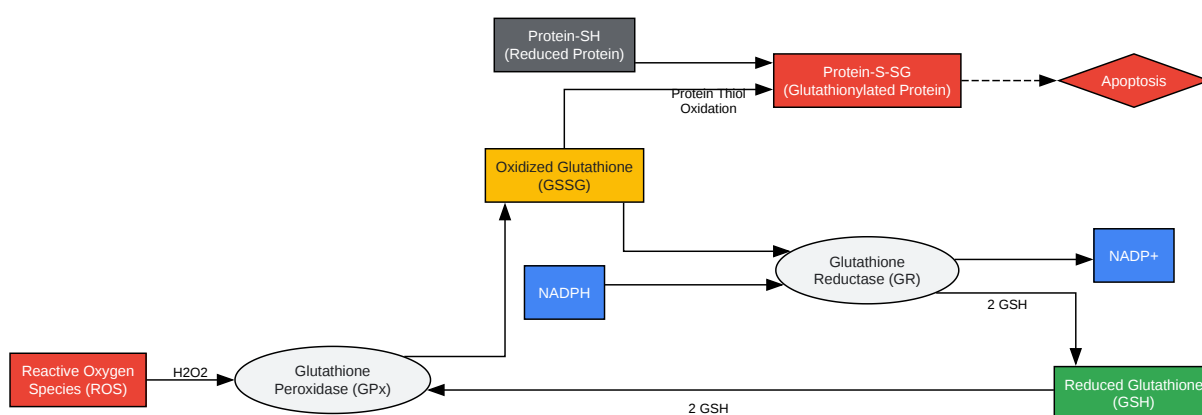 Protein-SH
(Reduced Protein)
Protein-S-SG
(Glutathionylated Protein)
Apoptosis
Protein Thiol
Oxidation
Oxidized Glutathione
(GSSG)
Glutathione
Reductase (GR)
NADP+
NADPH
2 GSH
Reactive Oxygen
Species (ROS)
H2O2
Glutathione
Peroxidase (GPx)
2 GSH
Reduced Glutathione
(GSH)